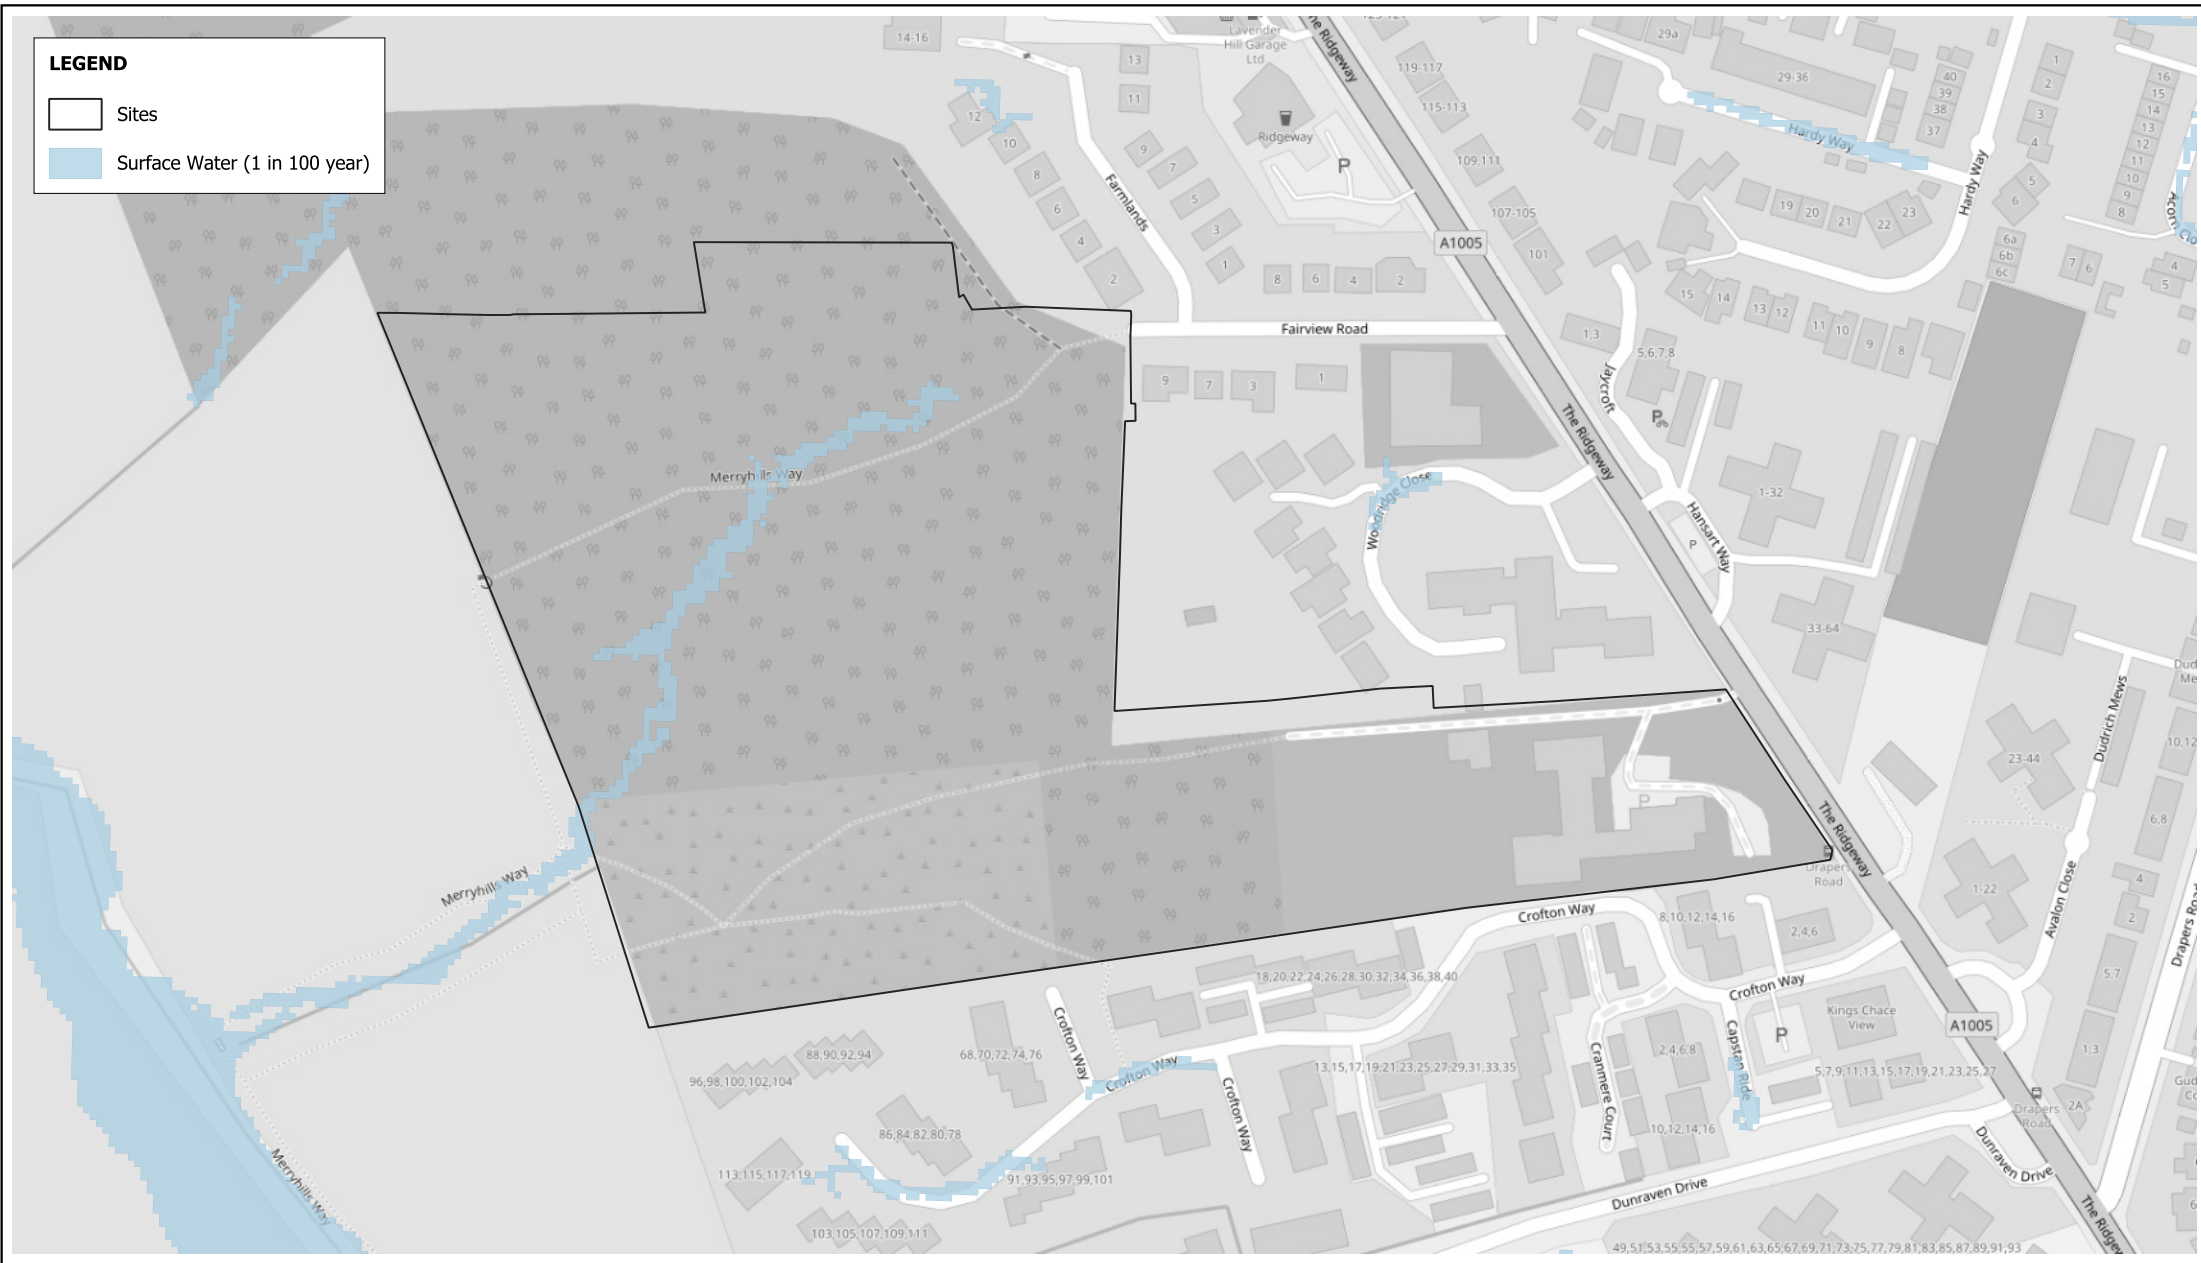 LEGEND
Sites
Surface Water (1 in 100 year)
14-16
13
11
12
10
8
6
4
2
9
7
5
3
1
Farmlands
8
6
4
2
Lavender
Hill Garage
Ltd
Ridgeway
P
A1005
119-117
115-113
109,111
107-105
101
29a
29-36
40
39
38
37
Hardy Way
Hardy Way
19
20
21
22
23
1
2
3
4
5
6
6a
6b
6c
16
15
14
13
12
11
10
9
8
7
6
4
5
15
14
13
12
11
10
9
8
1,3
5,6,7,8
Jaycroft
P
Fairview Road
9
7
3
1
The Ridgeway
Woodridge Close
1-32
P
Hansart Way
33-64
Merryhills Way
Merryhills Way
Merryhills Way
P
The Ridgeway
Drapers
Road
23-44
Dudrich Mews
10,12
6,8
4
2
1-22
Avalon Close
5,7
1,3
2A
Drapers
Road
Crofton Way
8,10,12,14,16
2,4,6
Crofton Way
18,20,22,24,26,28,30,32,34,36,38,40
Kings Chace
View
P
A1005
Capstan Ride
2,4,6,8
Cranmere Court
10,12,14,16
5,7,9,11,13,15,17,19,21,23,25,27
13,15,17,19,21,23,25,27,29,31,33,35
Crofton Way
Crofton Way
Crofton Way
68,70,72,74,76
88,90,92,94
96,98,100,102,104
86,84,82,80,78
113,115,117,119
91,93,95,97,99,101
103,105,107,109,111
Dunraven Drive
Dunraven Drive
49,51,53,55,55,57,59,61,63,65,67,69,71,73,75,77,79,81,83,85,87,89,91,93